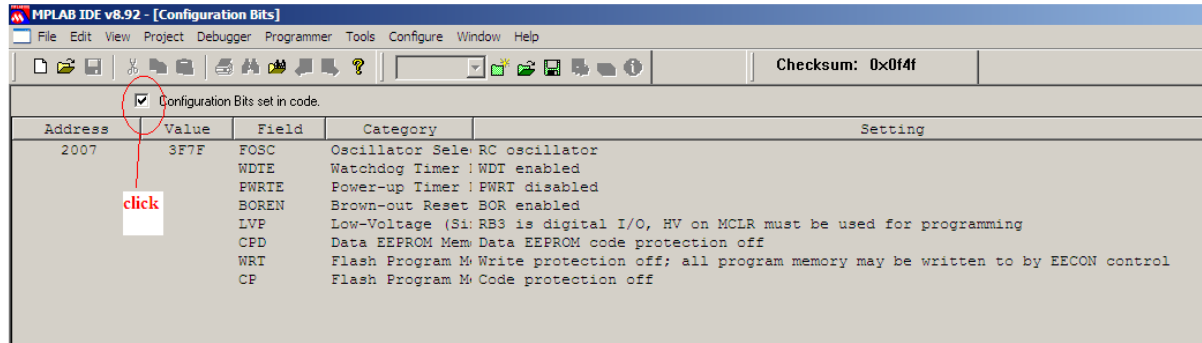 MPLAB IDE v8.92 - [Configuration Bits]
File Edit View Project Debugger Programmer Tools Configure Window Help
Checksum: 0x0f4f
Configuration Bits set in code.
Address Value Field Category Setting
2007 3F7F FOSC Oscillator Sele RC oscillator
WDTE Watchdog Timer WDT enabled
PWRTE Power-up Timer PWRT disabled
BOREN Brown-out Reset BOR enabled
LVP Low-Voltage (Si RB3 is digital I/O, HV on MCLR must be used for programming
CPD Data EEPROM Mem Data EEPROM code protection off
WRT Flash Program M Write protection off; all program memory may be written to by EECON control
CP Flash Program M Code protection off
click